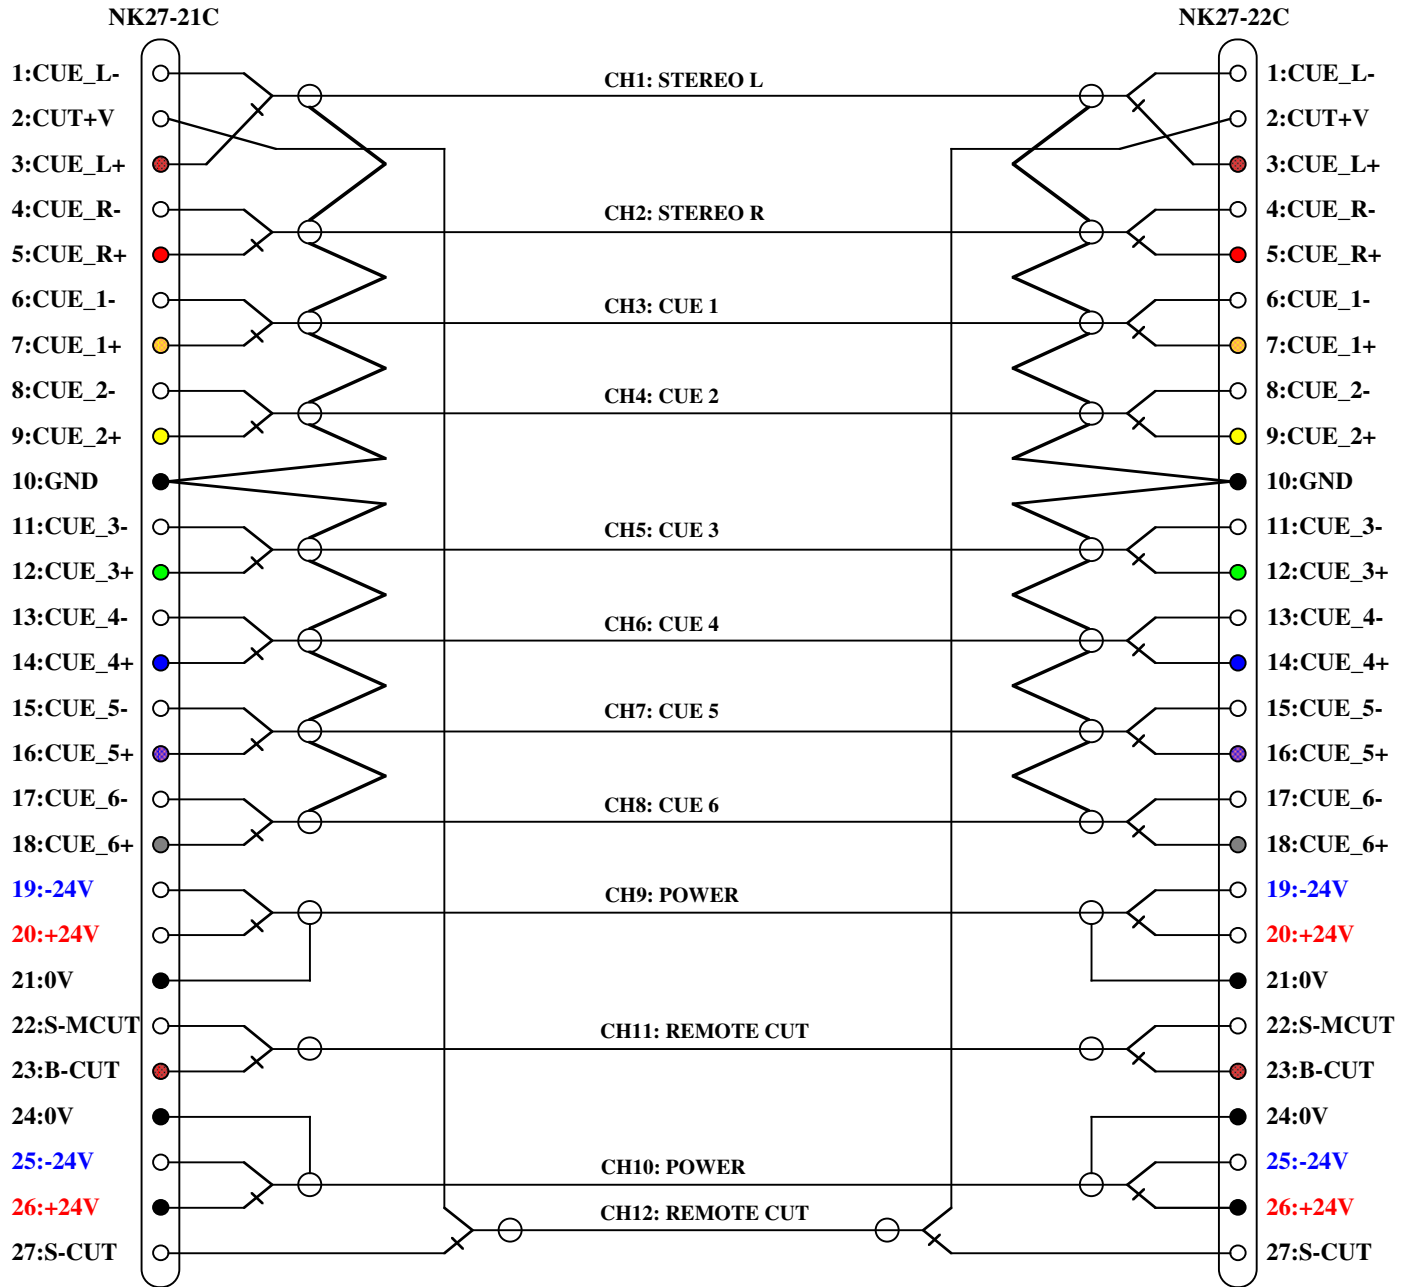 NK27-21C
NK27-22C
1:CUE_L-
CH1: STEREO L
1:CUE_L-
2:CUT+V
2:CUT+V
3:CUE_L+
3:CUE_L+
4:CUE_R-
CH2: STEREO R
4:CUE_R-
5:CUE_R+
5:CUE_R+
6:CUE_1-
CH3: CUE 1
6:CUE_1-
7:CUE_1+
7:CUE_1+
8:CUE_2-
CH4: CUE 2
8:CUE_2-
9:CUE_2+
9:CUE_2+
10:GND
10:GND
11:CUE_3-
CH5: CUE 3
11:CUE_3-
12:CUE_3+
12:CUE_3+
13:CUE_4-
CH6: CUE 4
13:CUE_4-
14:CUE_4+
14:CUE_4+
15:CUE_5-
CH7: CUE 5
15:CUE_5-
16:CUE_5+
16:CUE_5+
17:CUE_6-
CH8: CUE 6
17:CUE_6-
18:CUE_6+
18:CUE_6+
19:-24V
CH9: POWER
19:-24V
20:+24V
20:+24V
21:0V
21:0V
22:S-MCUT
CH11: REMOTE CUT
22:S-MCUT
23:B-CUT
23:B-CUT
24:0V
24:0V
25:-24V
CH10: POWER
25:-24V
26:+24V
CH12: REMOTE CUT
26:+24V
27:S-CUT
27:S-CUT